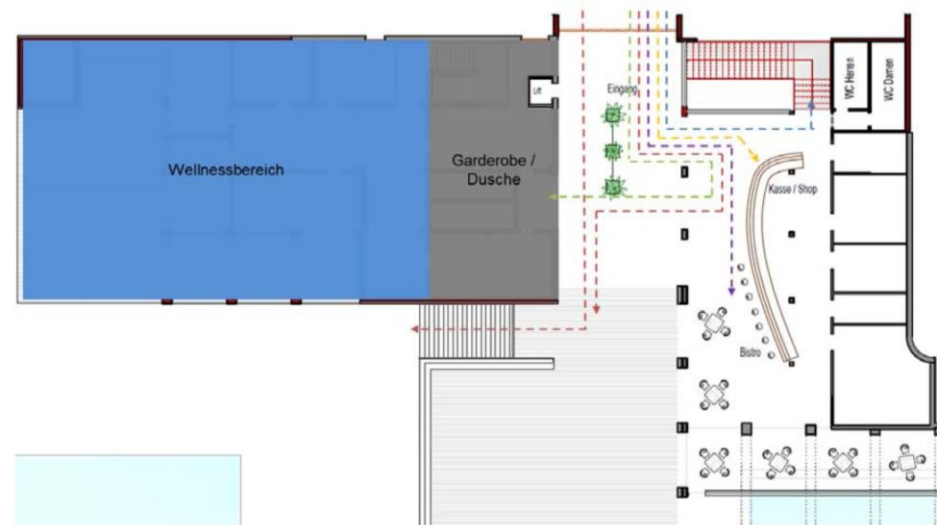 Lift
Eingang
WC Herren
WC Damen
Wellnessbereich
Garderobe /
Dusche
Kasse / Shop
Bistro